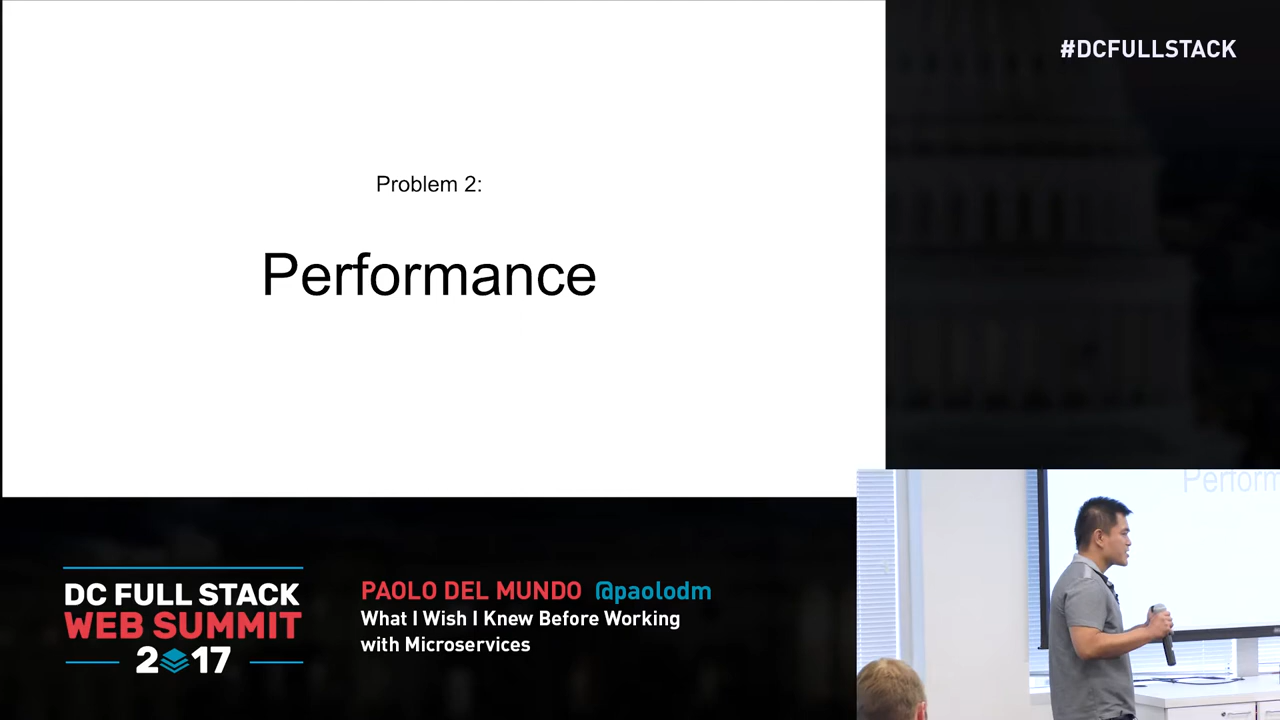 #DCFULLSTACK
Problem 2:
Performance
Perform
DC FULL STACK
WEB SUMMIT
2017
PAOLO DEL MUNDO @paolodm
What I Wish I Knew Before Working
with Microservices